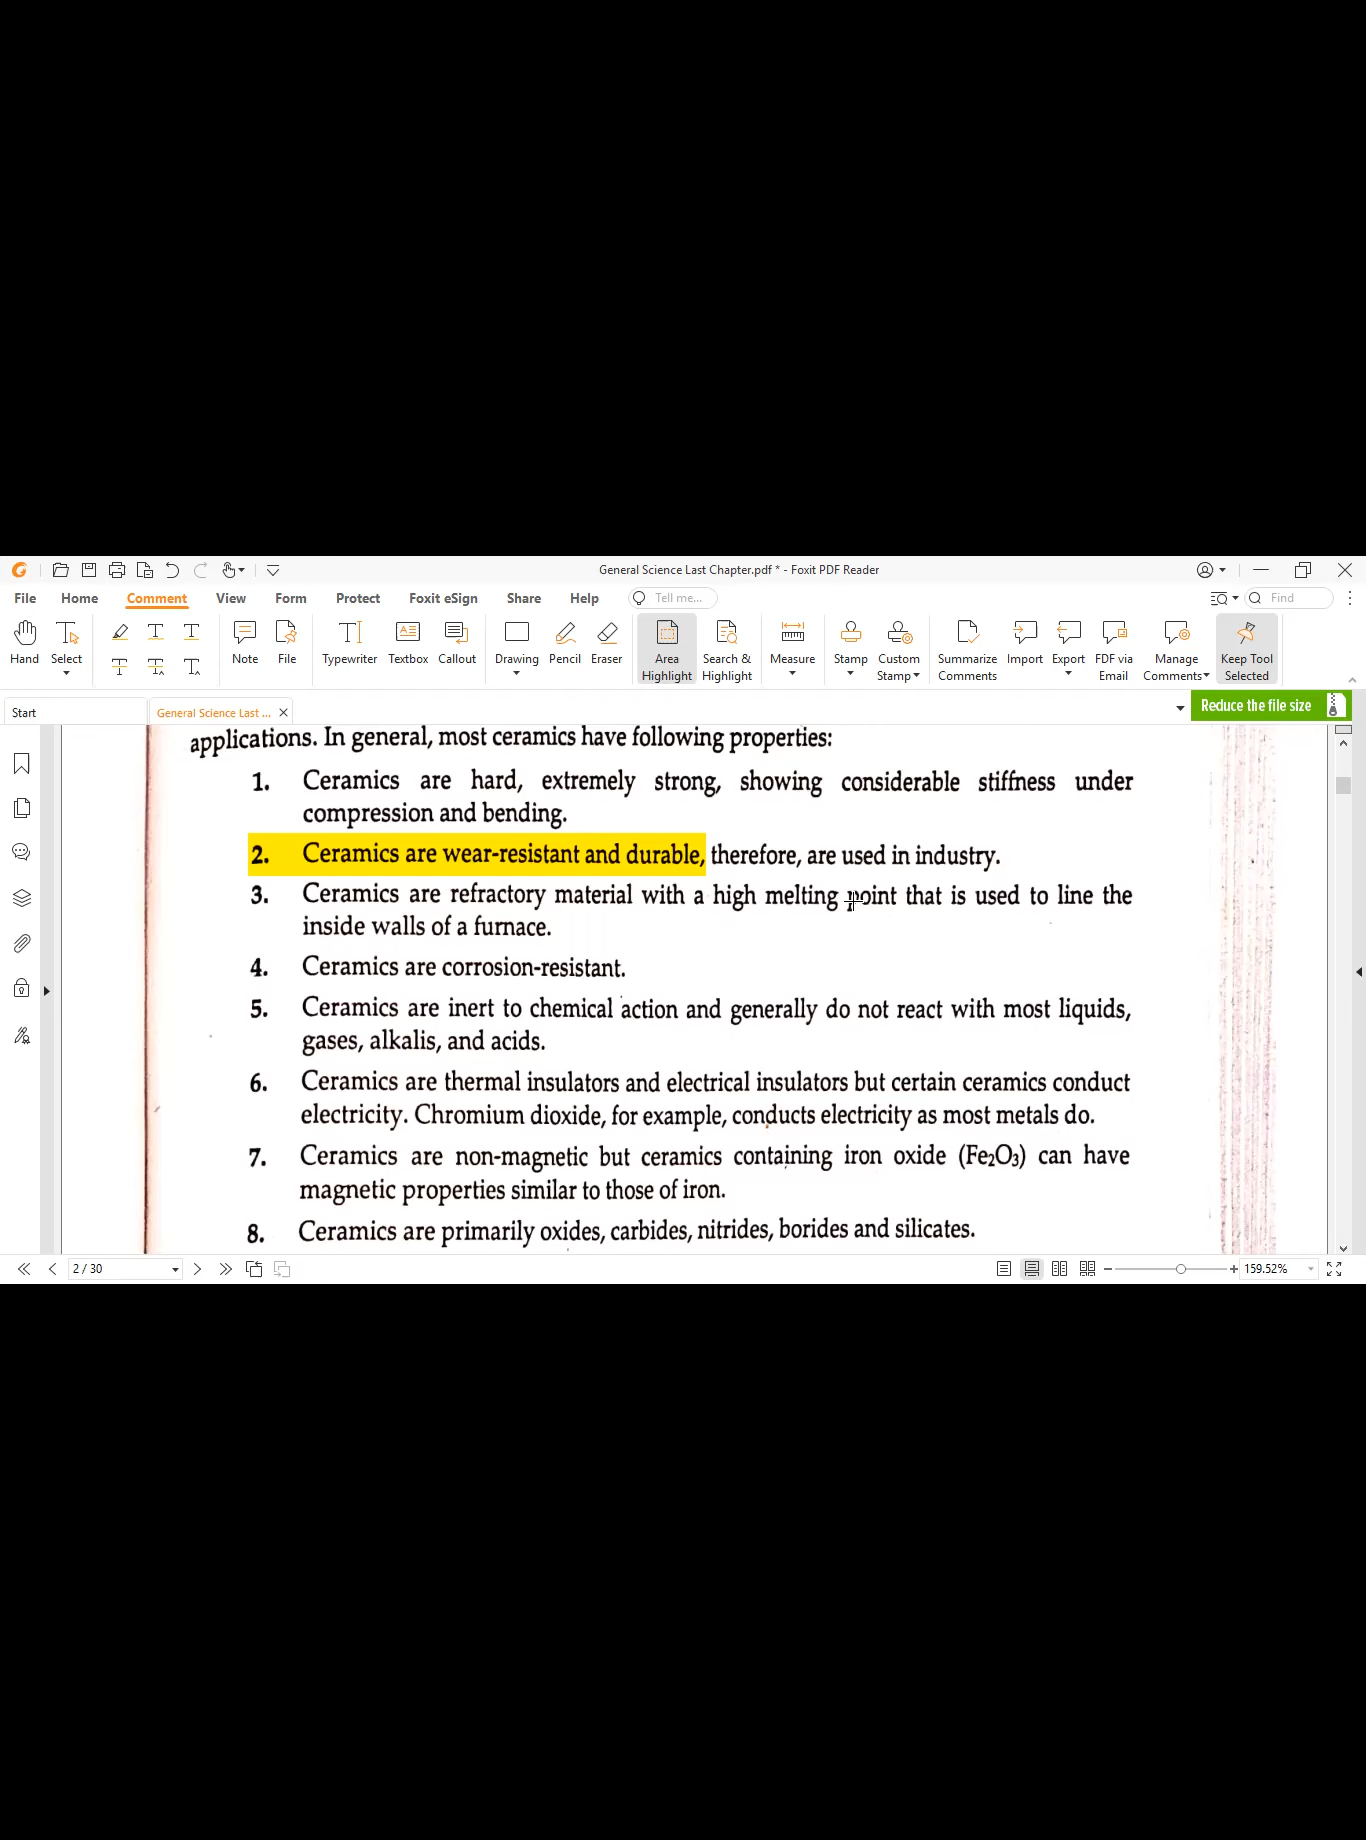 General Science Last Chapter.pdf * - Foxit PDF Reader
File Home Comment View Form Protect Foxit eSign Share Help Tell me... Find
Hand Select Note File Typewriter Textbox Callout Drawing Pencil Eraser Area Highlight Search & Highlight Measure Stamp Custom Stamp Summarize Comments Import Export FDF via Email Manage Comments Keep Tool Selected
Start General Science Last ... Reduce the file size
applications. In general, most ceramics have following properties:
1. Ceramics are hard, extremely strong, showing considerable stiffness under
compression and bending.
2. Ceramics are wear-resistant and durable, therefore, are used in industry.
3. Ceramics are refractory material with a high melting point that is used to line the
inside walls of a furnace.
4. Ceramics are corrosion-resistant.
5. Ceramics are inert to chemical action and generally do not react with most liquids,
gases, alkalis, and acids.
6. Ceramics are thermal insulators and electrical insulators but certain ceramics conduct
electricity. Chromium dioxide, for example, conducts electricity as most metals do.
7. Ceramics are non-magnetic but ceramics containing iron oxide (Fe₂O₃) can have
magnetic properties similar to those of iron.
8. Ceramics are primarily oxides, carbides, nitrides, borides and silicates.
2 / 30 159.52%